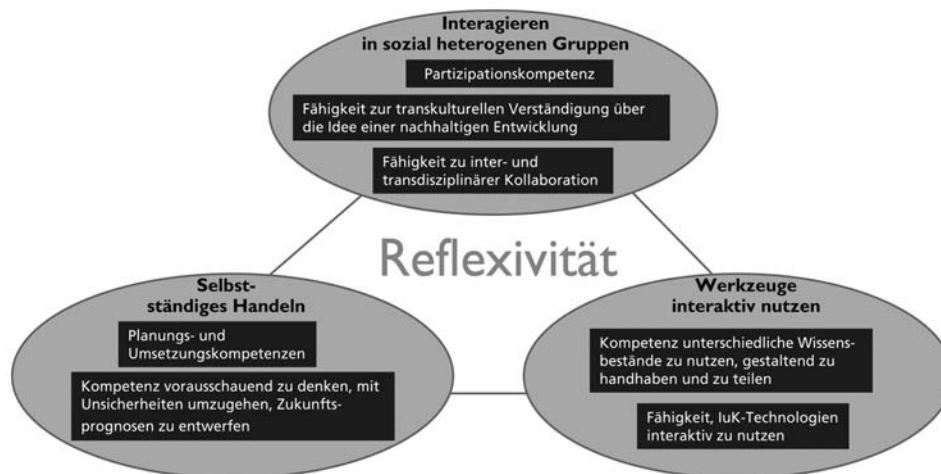 Interagieren
in sozial heterogenen Gruppen
Partizipationskompetenz
Fähigkeit zur transkulturellen Verständigung über
die Idee einer nachhaltigen Entwicklung
Fähigkeit zu inter- und
transdisziplinärer Kollaboration
Reflexivität
Selbst-
ständiges Handeln
Planungs- und
Umsetzungskompetenzen
Kompetenz vorausschauend zu denken, mit
Unsicherheiten umzugehen, Zukunfts-
prognosen zu entwerfen
Werkzeuge
interaktiv nutzen
Kompetenz unterschiedliche Wissens-
bestände zu nutzen, gestaltend zu
handhaben und zu teilen
Fähigkeit, IuK-Technologien
interaktiv zu nutzen